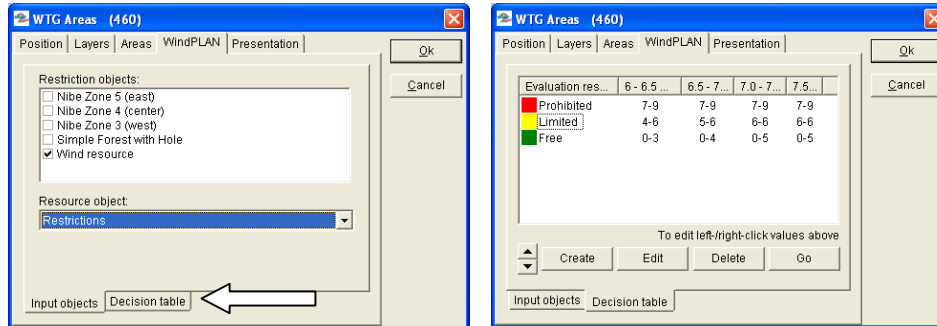 WTG Areas (460)
Position Layers Areas WindPLAN Presentation
Ok
Cancel
Restriction objects:
Nibe Zone 5 (east)
Nibe Zone 4 (center)
Nibe Zone 3 (west)
Simple Forest with Hole
Wind resource
Resource object:
Restrictions
Input objects Decision table
WTG Areas (460)
Position Layers Areas WindPLAN Presentation
Ok
Cancel
Evaluation res... 6 - 6.5 ... 6.5 - 7... 7.0 - 7... 7.5...
Prohibited 7-9 7-9 7-9 7-9
Limited 4-6 5-6 6-6 6-6
Free 0-3 0-4 0-5 0-5
To edit left-/right-click values above
Create Edit Delete Go
Input objects Decision table